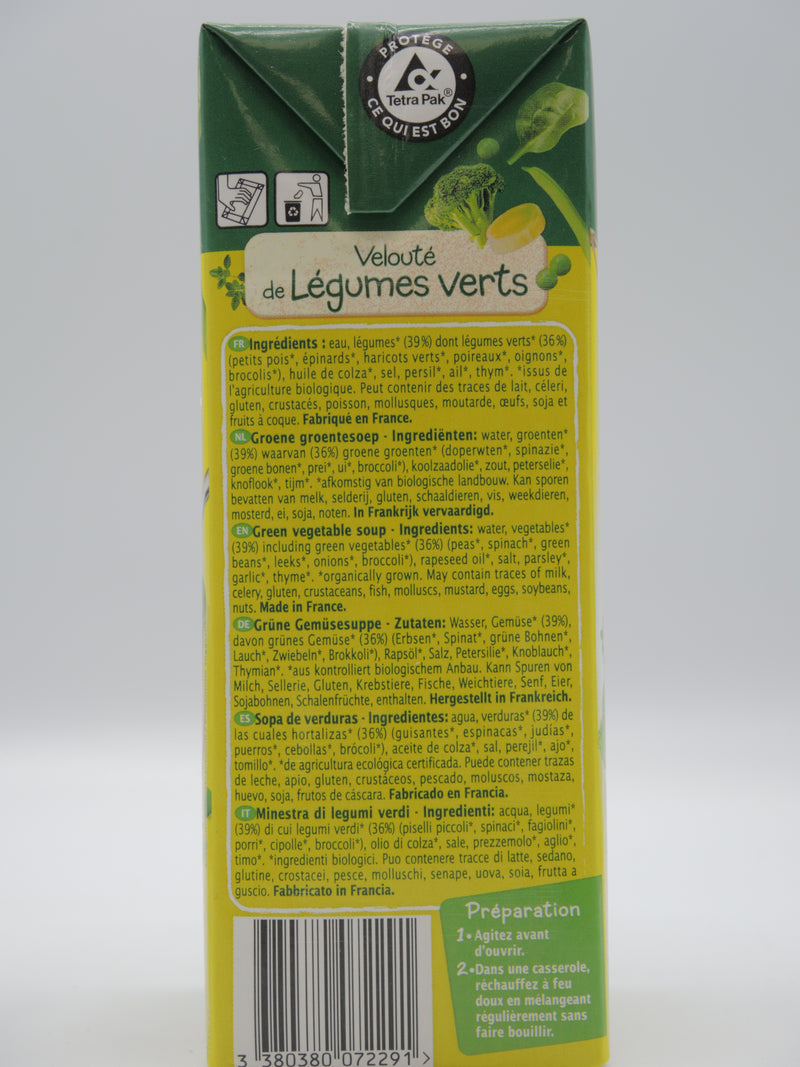 PROTÈGE
CE QUI EST BON
Tetra Pak®
Velouté
de Légumes verts
FR Ingrédients : eau, légumes* (39%) dont légumes verts* (36%)
(petits pois*, épinards*, haricots verts*, poireaux*, oignons*,
brocolis*), huile de colza*, sel, persil*, ail*, thym*. *issus de
l'agriculture biologique. Peut contenir des traces de lait, céleri,
gluten, crustacés, poisson, mollusques, moutarde, œufs, soja et
fruits à coque. Fabriqué en France.
NL Groene groentesoep - Ingrediënten: water, groenten*
(39%) waarvan (36%) groene groenten* (doperwten*, spinazie*,
groene bonen*, prei*, ui*, broccoli*), koolzaadolie*, zout, peterselie*,
knoflook*, tijm*. *afkomstig van biologische landbouw. Kan sporen
bevatten van melk, selderij, gluten, schaaldieren, vis, weekdieren,
mosterd, ei, soja, noten. In Frankrijk vervaardigd.
EN Green vegetable soup - Ingredients: water, vegetables*
(39%) including green vegetables* (36%) (peas*, spinach*, green
beans*, leeks*, onions*, broccoli*), rapeseed oil*, salt, parsley*,
garlic*, thyme*. *organically grown. May contain traces of milk,
celery, gluten, crustaceans, fish, molluscs, mustard, eggs, soybeans,
nuts. Made in France.
DE Grüne Gemüsesuppe - Zutaten: Wasser, Gemüse* (39%),
davon grünes Gemüse* (36%) (Erbsen*, Spinat*, grüne Bohnen*,
Lauch*, Zwiebeln*, Brokkoli*), Rapsöl*, Salz, Petersilie*, Knoblauch*,
Thymian*. *aus kontrolliert biologischem Anbau. Kann Spuren von
Milch, Sellerie, Gluten, Krebstiere, Fische, Weichtiere, Senf, Eier,
Sojabohnen, Schalenfrüchte, enthalten. Hergestellt in Frankreich.
ES Sopa de verduras - Ingredientes: agua, verduras* (39%) de
las cuales hortalizas* (36%) (guisantes*, espinacas*, judías*,
puerros*, cebollas*, brócoli*), aceite de colza*, sal, perejil*, ajo*,
tomillo*. *de agricultura ecológica certificada. Puede contener trazas
de leche, apio, gluten, crustáceos, pescado, moluscos, mostaza,
huevo, soja, frutos de cáscara. Fabricado en Francia.
IT Minestra di legumi verdi - Ingredienti: acqua, legumi*
(39%) di cui legumi verdi* (36%) (piselli piccoli*, spinaci*, fagiolini*,
porri*, cipolle*, broccoli*), olio di colza*, sale, prezzemolo*, aglio*,
timo*. *ingredienti biologici. Puo contenere tracce di latte, sedano,
glutine, crostacei, pesce, molluschi, senape, uova, soia, frutta a
guscio. Fabbricato in Francia.
Préparation
1• Agitez avant
d'ouvrir.
2• Dans une casserole,
réchauffez à feu
doux en mélangeant
régulièrement sans
faire bouillir.
3 380380 072291 >